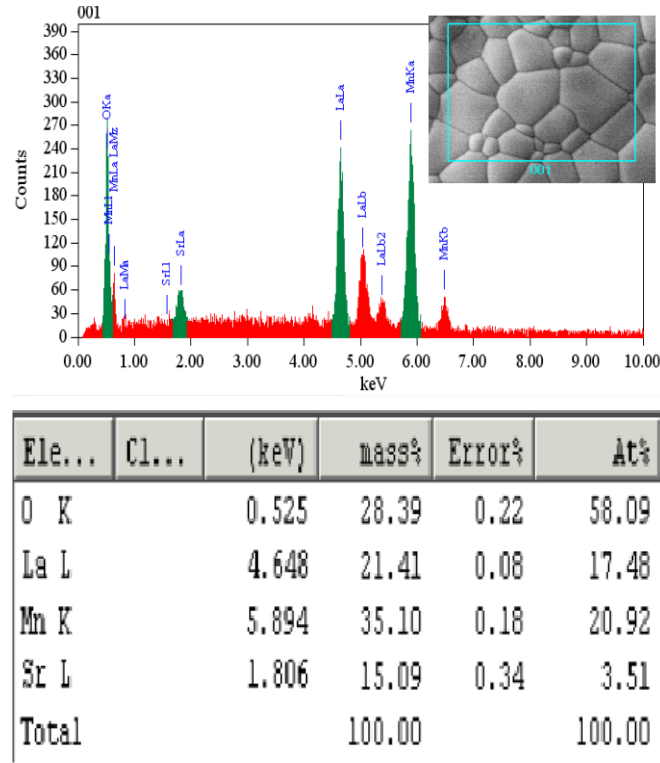 001
390
360
330
300
270
240
210
180
150
120
90
60
30
0
Counts
OKa
MnL1
MnLa LaMz
LaMa
SrL1
SrLa
LaLa
LaLb
LaLb2
MnKa
MnKb
001
0.00 1.00 2.00 3.00 4.00 5.00 6.00 7.00 8.00 9.00 10.00
keV
Ele... Cl... (keV) mass% Error% At%
O K 0.525 28.39 0.22 58.09
La L 4.648 21.41 0.08 17.48
Mn K 5.894 35.10 0.18 20.92
Sr L 1.806 15.09 0.34 3.51
Total 100.00 100.00